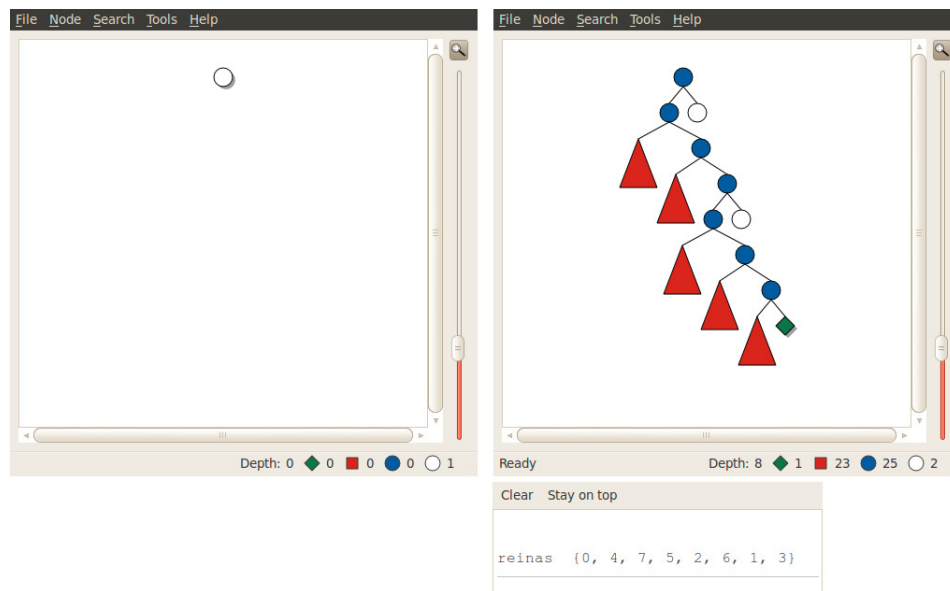 File Node Search Tools Help
Depth: 0 0 0 0 1
File Node Search Tools Help
Ready Depth: 8 1 23 25 2
Clear Stay on top
reinas {0, 4, 7, 5, 2, 6, 1, 3}